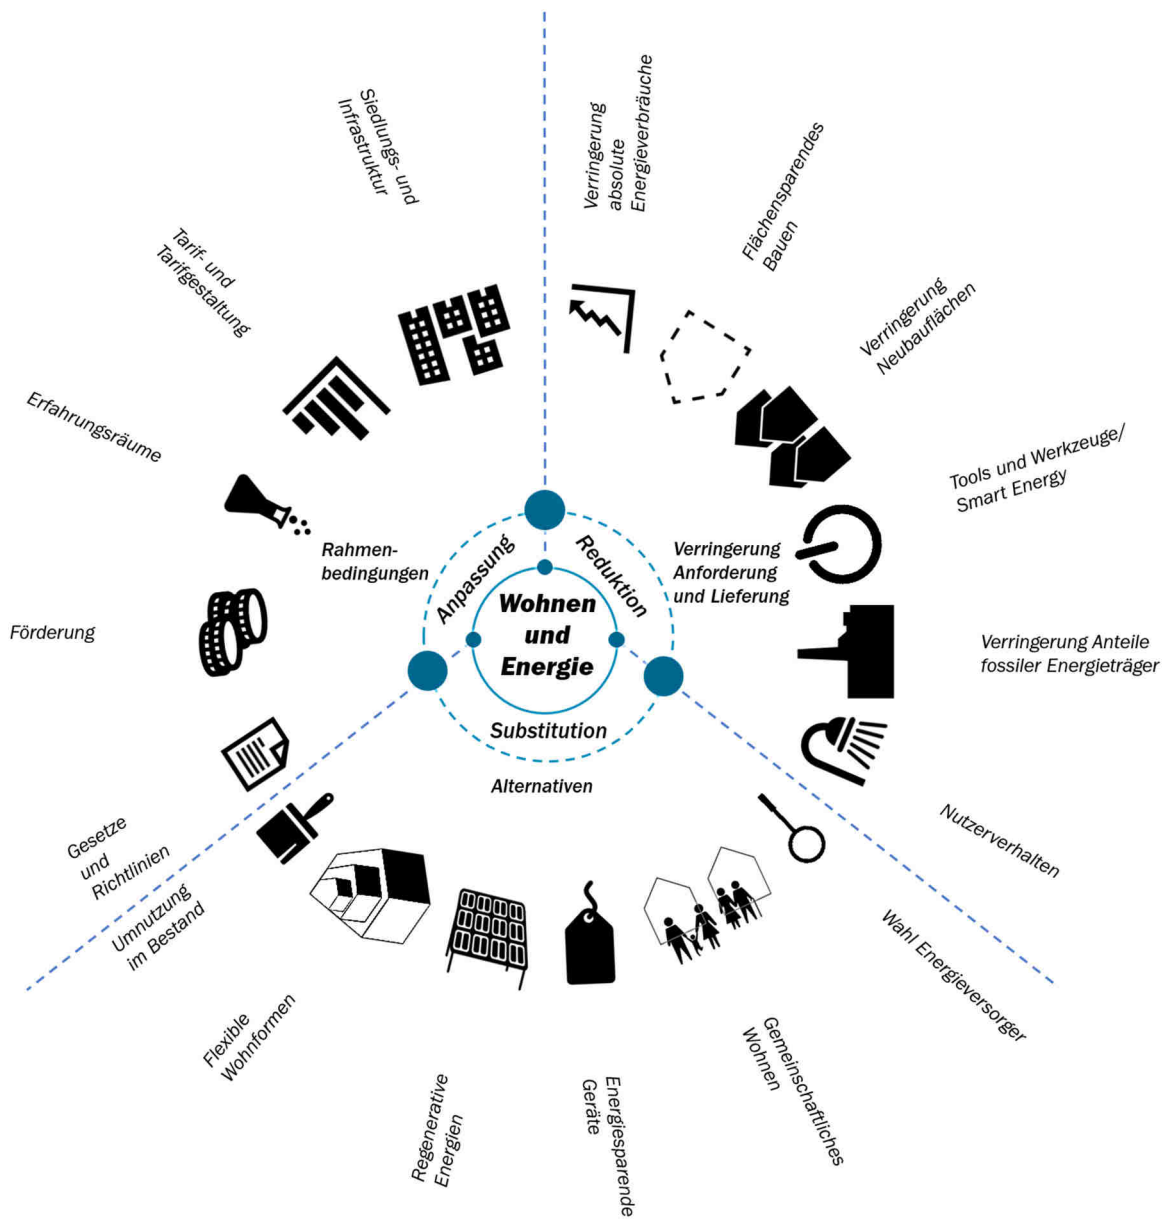 Wohnen
und
Energie
Anpassung
Reduktion
Substitution
Rahmen-
bedingungen
Verringerung
Anforderung
und Lieferung
Alternativen
Verringerung
absolute
Energieverbräuche
Flächensparendes
Bauen
Verringerung
Neubauflächen
Tools und Werkzeuge/
Smart Energy
Verringerung Anteile
fossiler Energieträger
Nutzerverhalten
Wahl Energieversorger
Gemeinschaftliches
Wohnen
Energiesparende
Geräte
Regenerative
Energien
Flexible
Wohnformen
Umnutzung
im Bestand
Gesetze
und
Richtlinien
Förderung
Erfahrungsräume
Tarif- und
Tarifgestaltung
Siedlungs- und
Infrastruktur